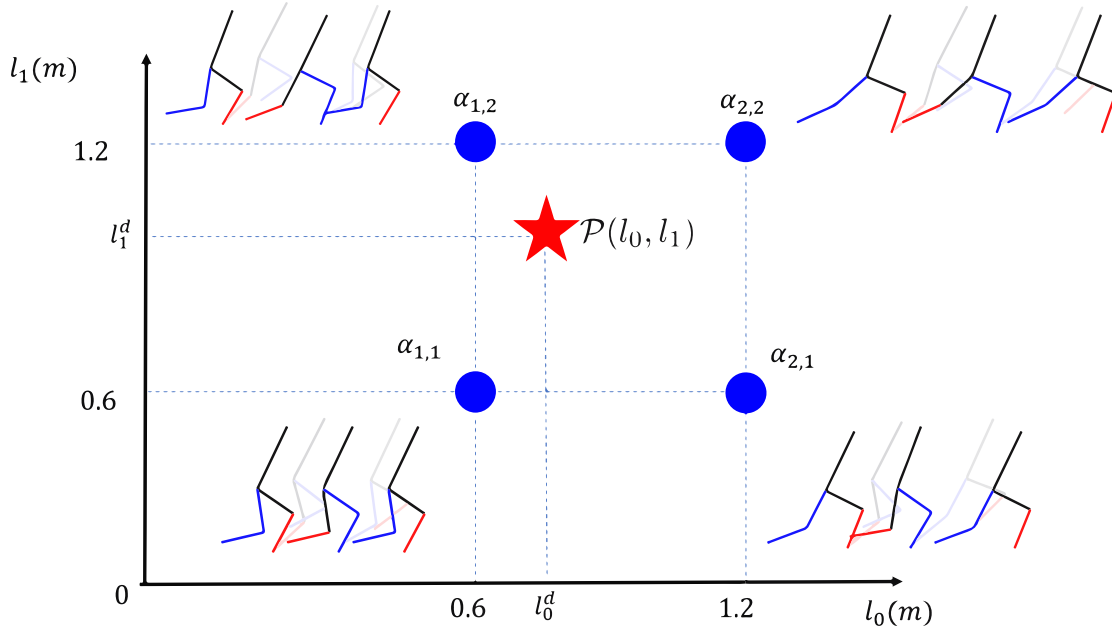 l₁(m)
α₁,₂
α₂,₂
1.2
l₁ᵈ
𝒫(l₀, l₁)
α₁,₁
α₂,₁
0.6
0
0.6
l₀ᵈ
1.2
l₀(m)